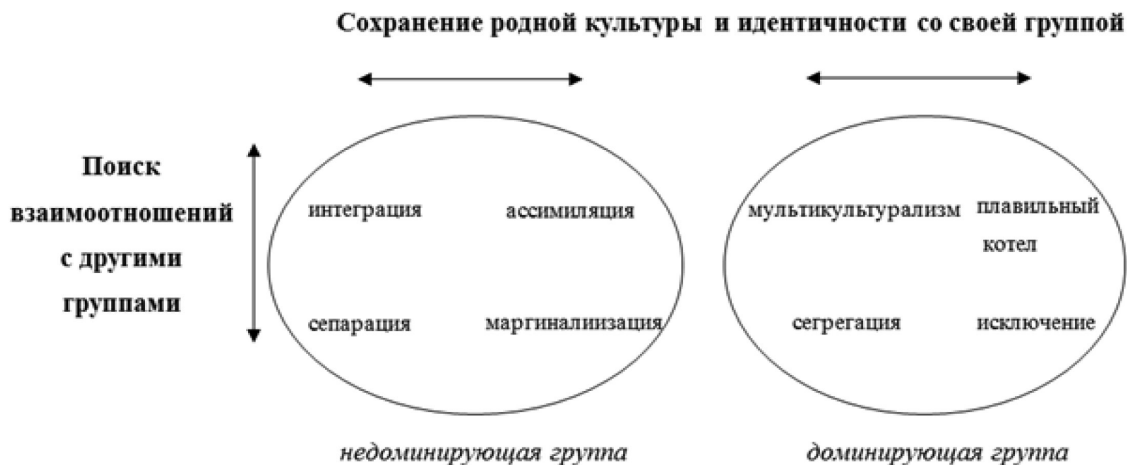 Сохранение родной культуры и идентичности со своей группой
Поиск
взаимоотношений
с другими
группами
интеграция
ассимиляция
сепарация
маргиналиизация
недоминирующая группа
мультикультурализм
плавильный
котел
сегрегация
исключение
доминирующая группа